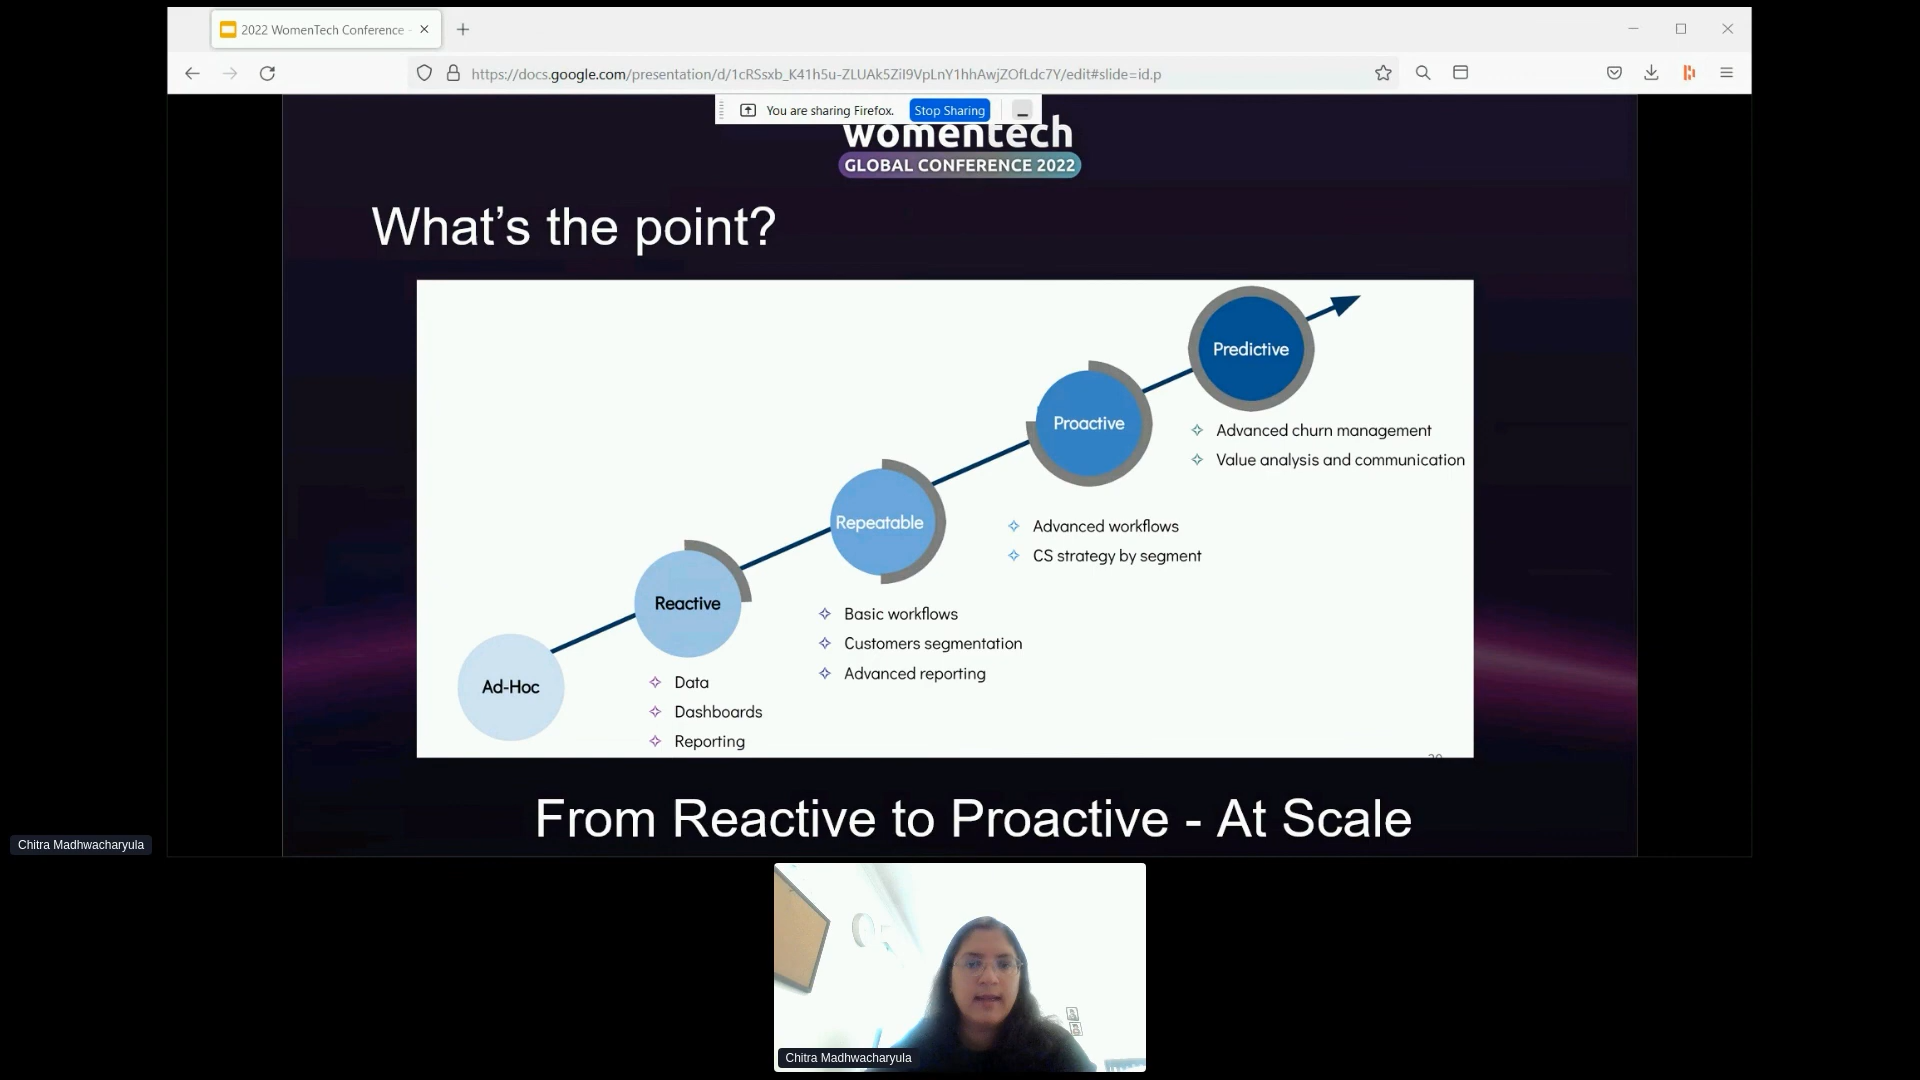 2022 WomenTech Conference -
https://docs.google.com/presentation/d/1cRSsxb_K41h5u-ZLUAk5ZiI9VpLnY1hhAwjZOfLdc7Y/edit#slide=id.p
You are sharing Firefox.
Stop Sharing
womentech
GLOBAL CONFERENCE 2022
What's the point?
Predictive
Advanced churn management
Value analysis and communication
Proactive
Advanced workflows
CS strategy by segment
Repeatable
Basic workflows
Customers segmentation
Advanced reporting
Reactive
Data
Dashboards
Reporting
Ad-Hoc
From Reactive to Proactive - At Scale
Chitra Madhwacharyula
Chitra Madhwacharyula